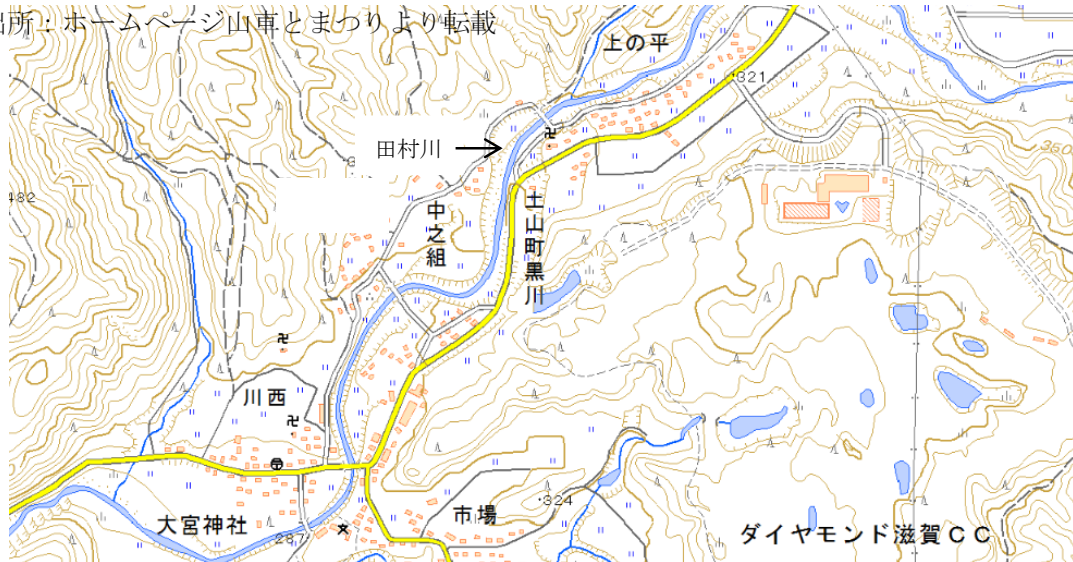 出所：ホームページ山車とまつりより転載
上の平
321
田村川
482
中之組
土山町黒川
360
川西
大宮神社
287
市場
324
ダイヤモンド滋賀ＣＣ